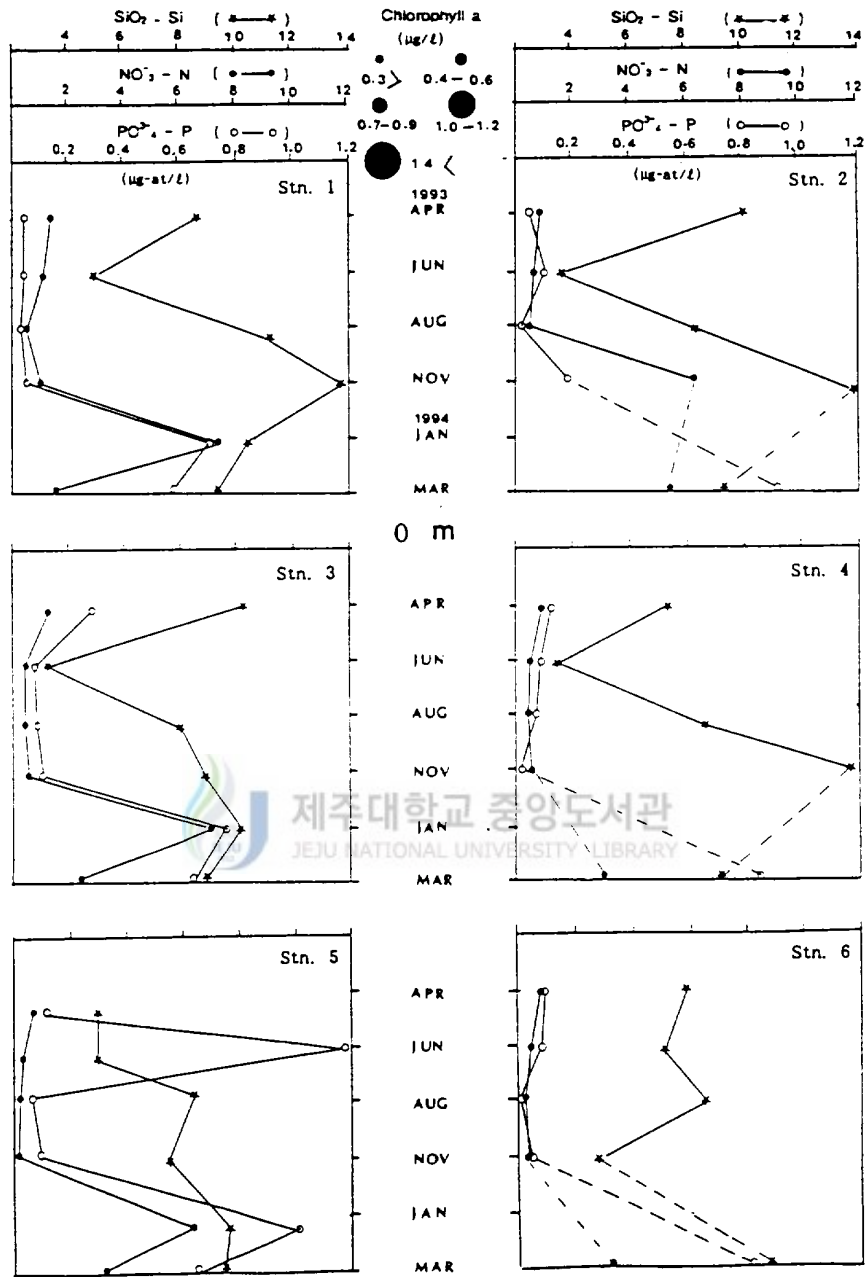 SiO₂ - Si ( ★—★ )
4 6 8 10 12 14
NO⁻₃ - N ( ●—● )
2 4 6 8 10 12
PO³⁻₄ - P ( ○—○ )
0.2 0.4 0.6 0.8 1.0 1.2
(μg-at/ℓ)
Stn. 1
Chlorophyll a
(μg/ℓ)
0.3 > 0.4 - 0.6
0.7-0.9 1.0-1.2
1 4 <
SiO₂ - Si ( ★—★ )
4 6 8 10 12 14
NO⁻₃ - N ( ●—● )
2 4 6 8 10 12
PO³⁻₄ - P ( ○—○ )
0.2 0.4 0.6 0.8 1.0 1.2
(μg-at/ℓ)
Stn. 2
1993
APR
JUN
AUG
NOV
1994
JAN
MAR
0 m
Stn. 3
Stn. 4
APR
JUN
AUG
NOV
JAN
MAR
제주대학교 중앙도서관
JEJU NATIONAL UNIVERSITY LIBRARY
Stn. 5
Stn. 6
APR
JUN
AUG
NOV
JAN
MAR